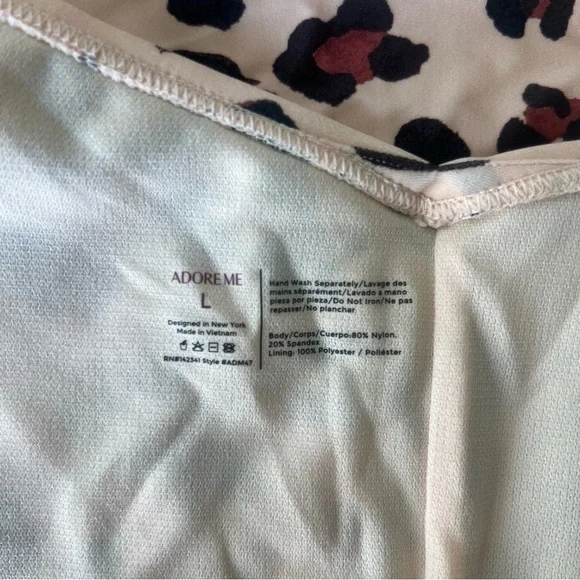 ADOREME
L
Designed in New York
Made in Vietnam
RN#142341 Style #ADM47
Hand Wash Separately/Lavage des
mains séparément/Lavado a mano
pieza por pieza/Do Not Iron/Ne pas
repasser/No planchar
Body/Corps/Cuerpo:80% Nylon,
20% Spandex
Lining: 100% Polyester / Poliéster